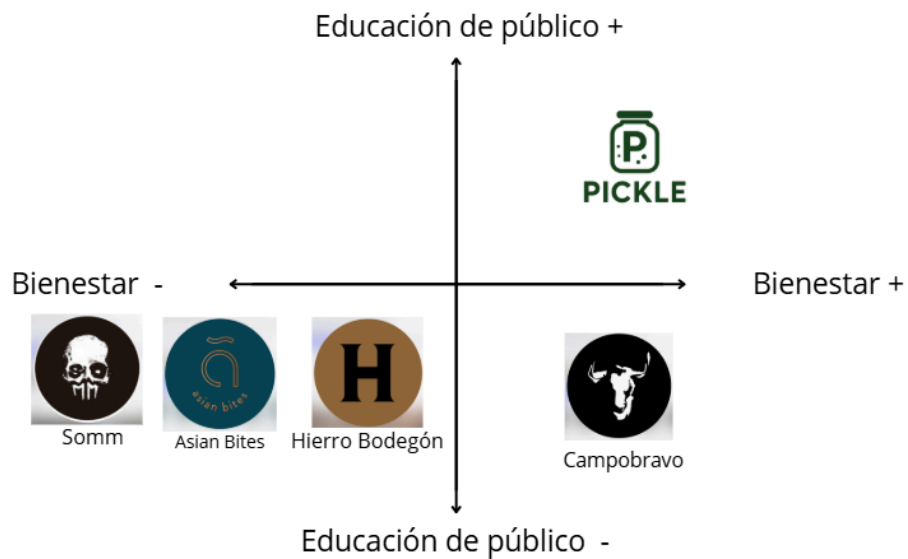 Educación de público +
P
PICKLE
Bienestar -
Bienestar +
ā
asian bites
H
Somm
Asian Bites
Hierro Bodegón
Campobravo
Educación de público -